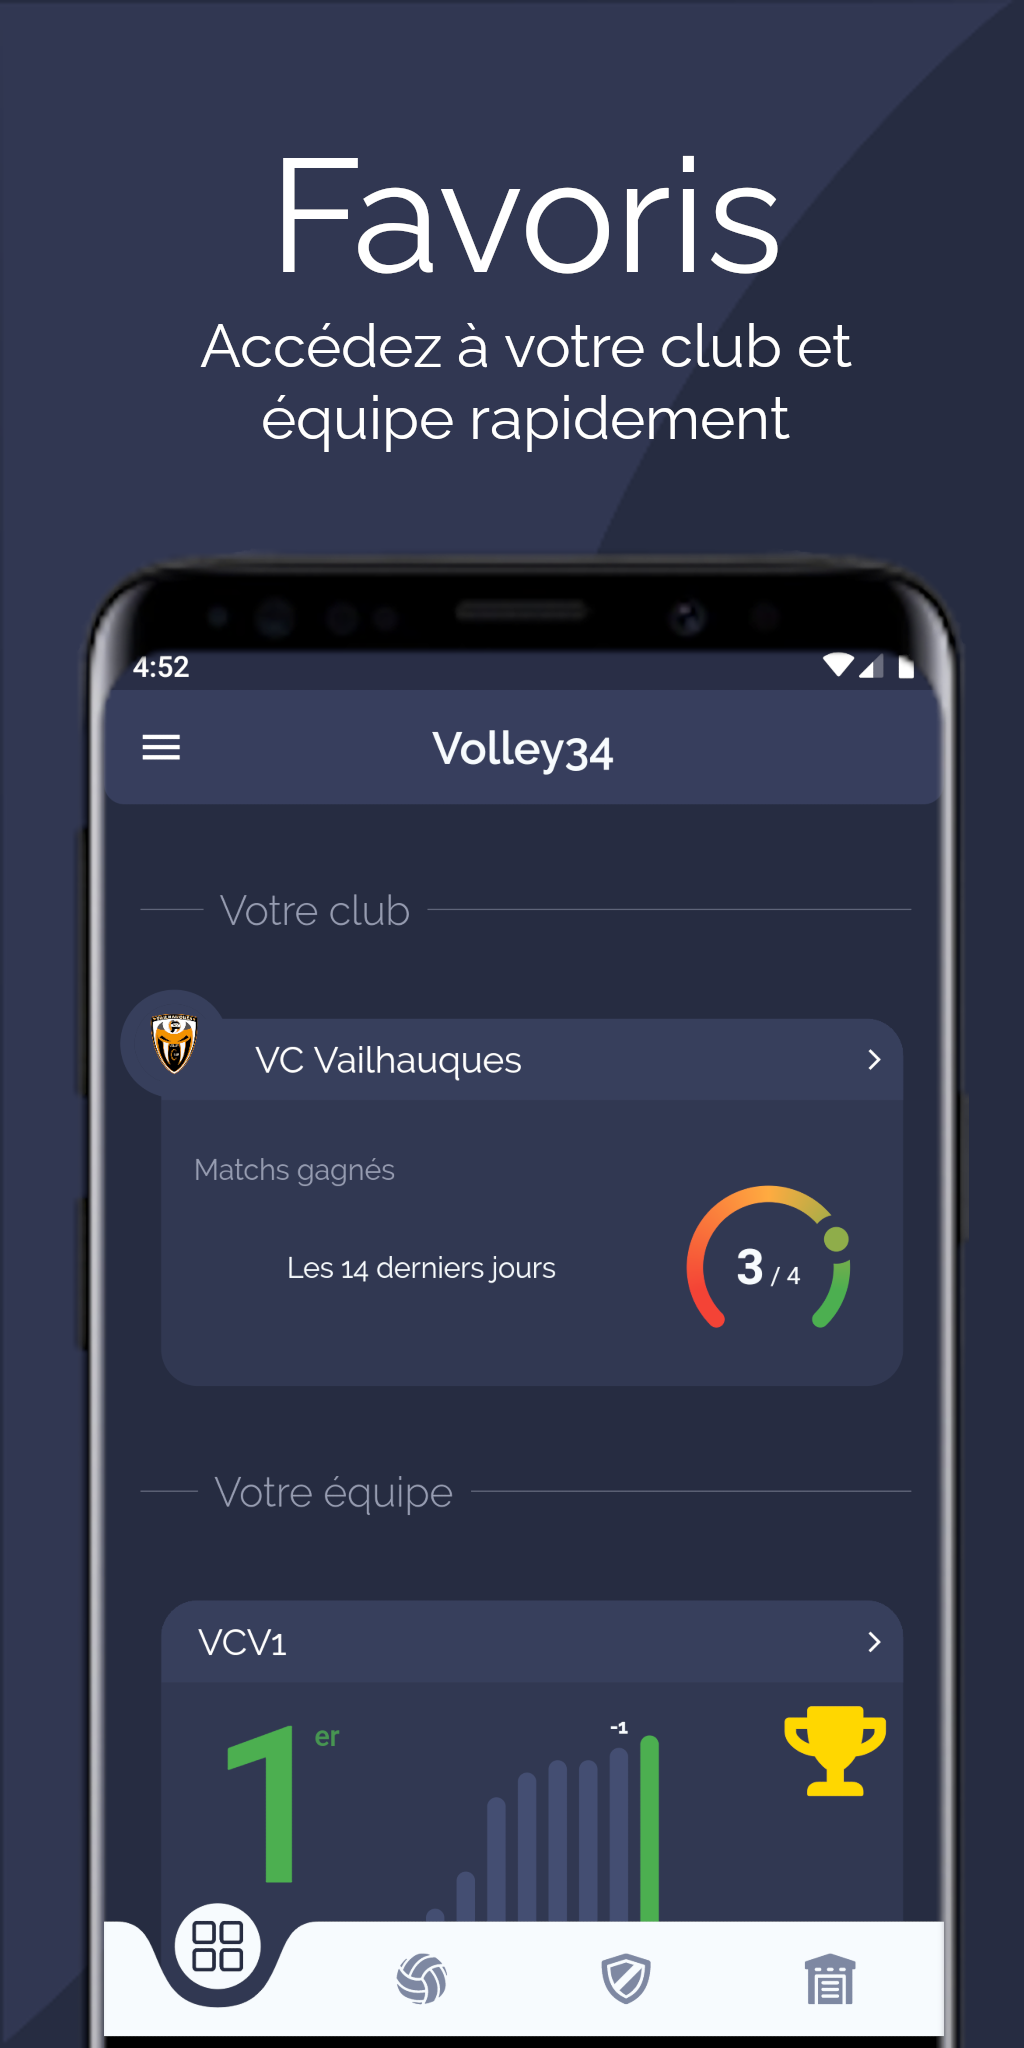 Favoris
Accédez à votre club et
équipe rapidement
4:52
Volley34
Votre club
VC Vailhauques
Matchs gagnés
Les 14 derniers jours
3 / 4
Votre équipe
VCV1
1er
-1